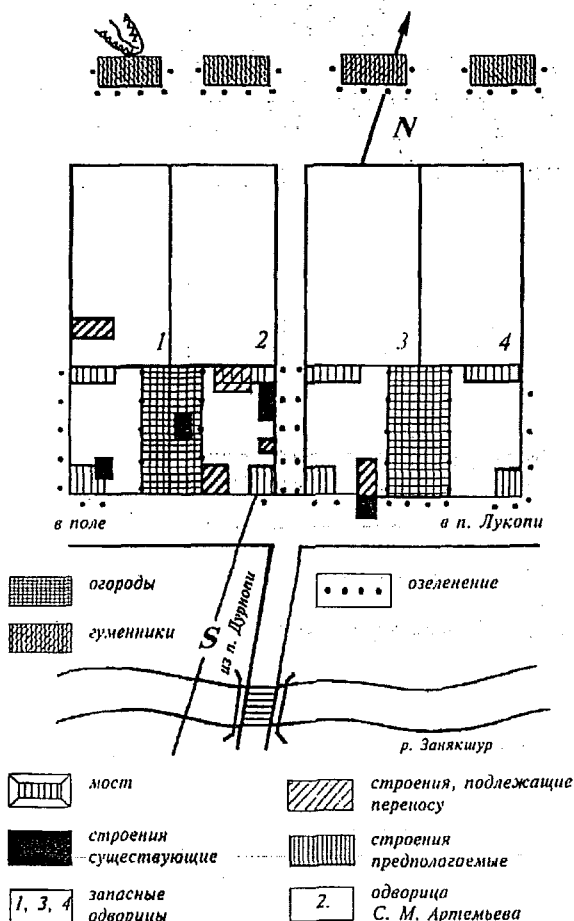 N
1 2 3 4
в поле
в п. Лукопи
огороды
озеленение
гуменники
S
из п. Дурнопи
р. Занякшур
мост
строения, подлежащие
переносу
строения
существующие
строения
предполагаемые
1, 3, 4
запасные
одворицы
2.
одворица
С. М. Артемьева